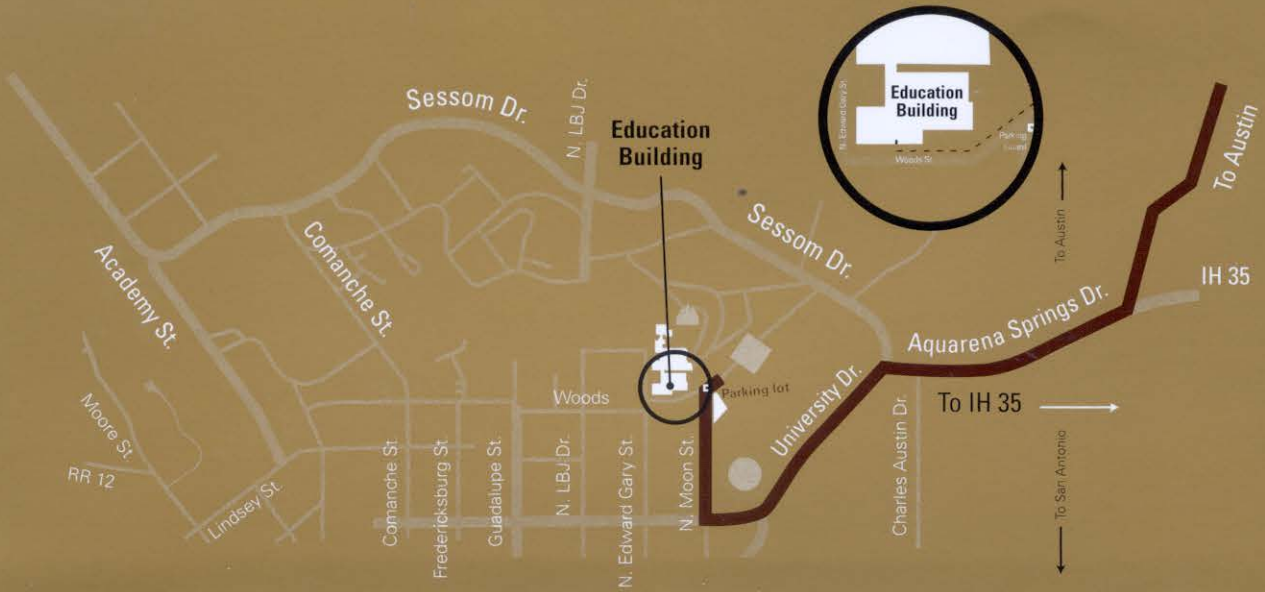 Sessom Dr.
N. LBJ Dr.
Education
Building
Education
Building
N. Edward Gary St.
Parking
Woods St.
To Austin
To Austin
IH 35
Academy St.
Comanche St.
Sessom Dr.
Aquarena Springs Dr.
University Dr.
To IH 35
Woods
Parking lot
Moore St.
RR 12
Lindsey St.
Comanche St.
Fredericksburg St.
Guadalupe St.
N. LBJ Dr.
N. Edward Gary St.
N. Moon St.
Charles Austin Dr.
To San Antonio